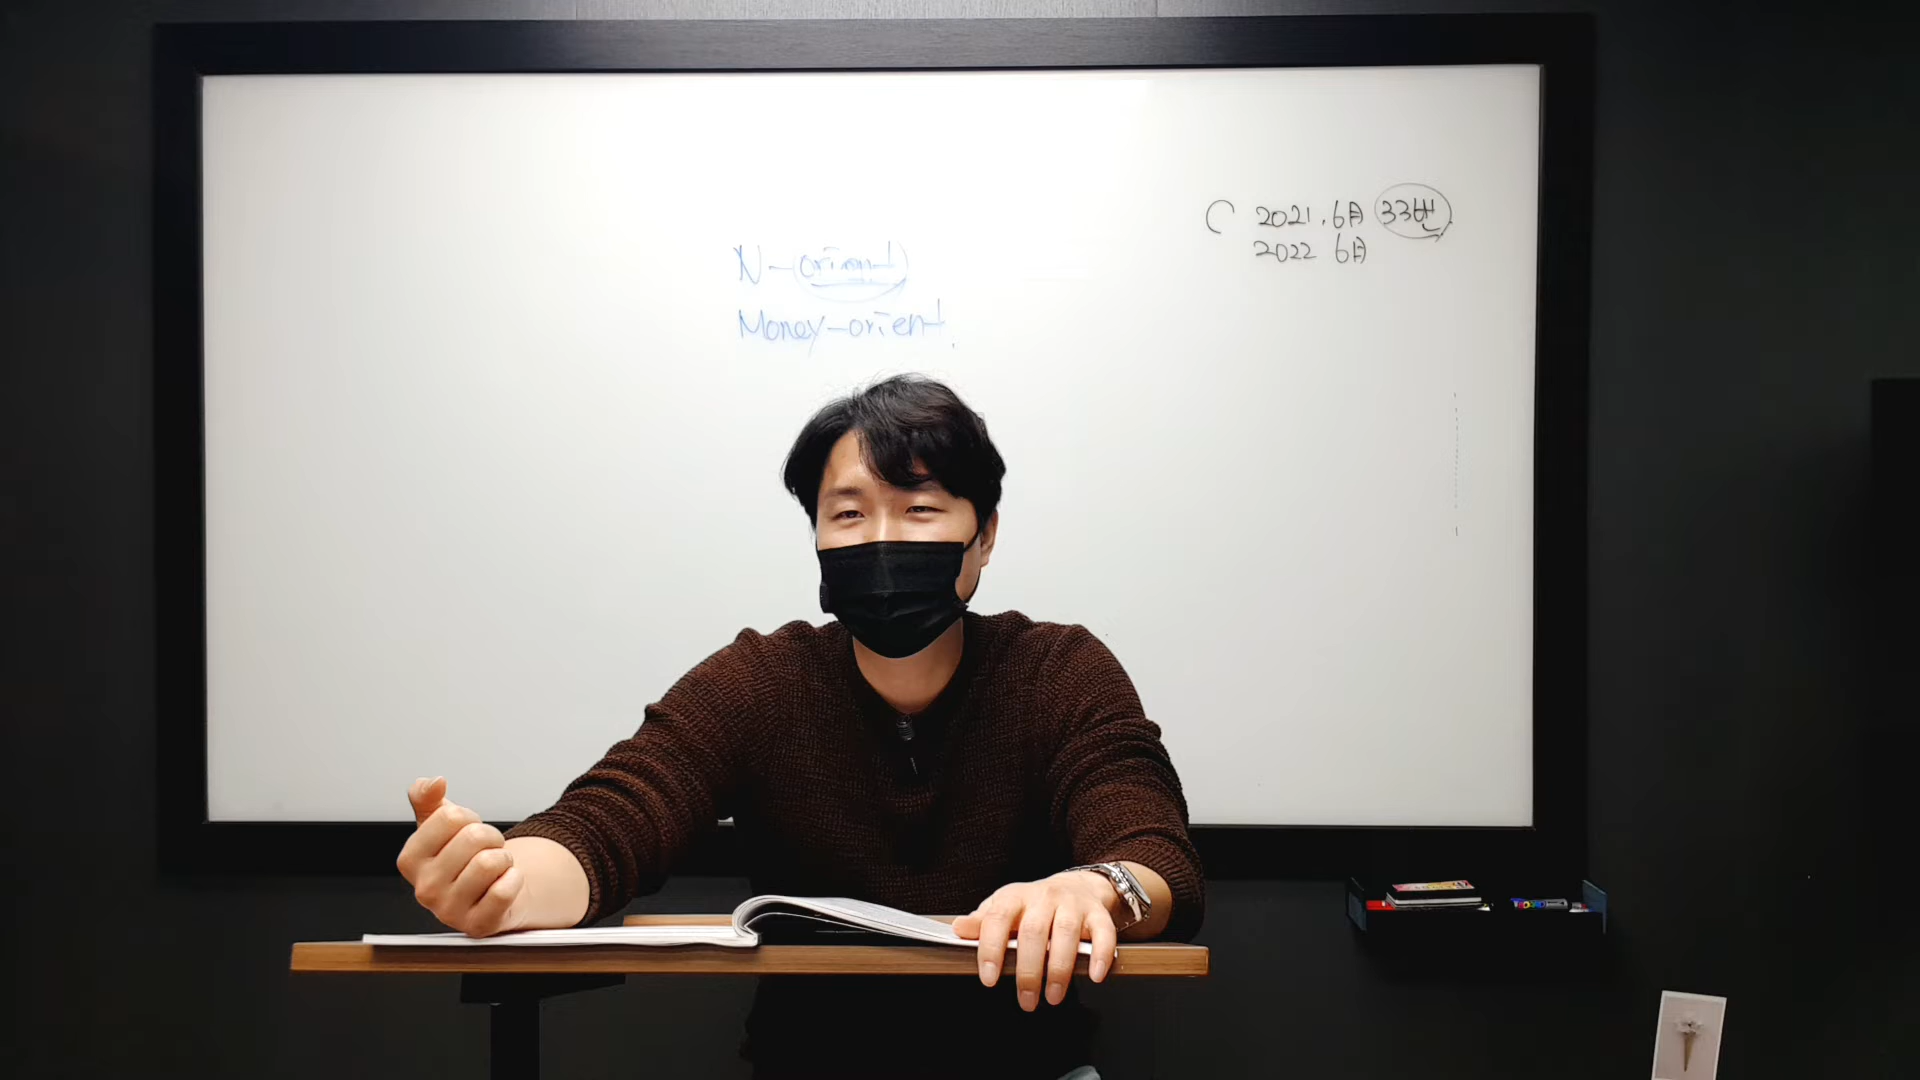 N-orient
Money-orient.
2021. 6月 33번
2022 6月